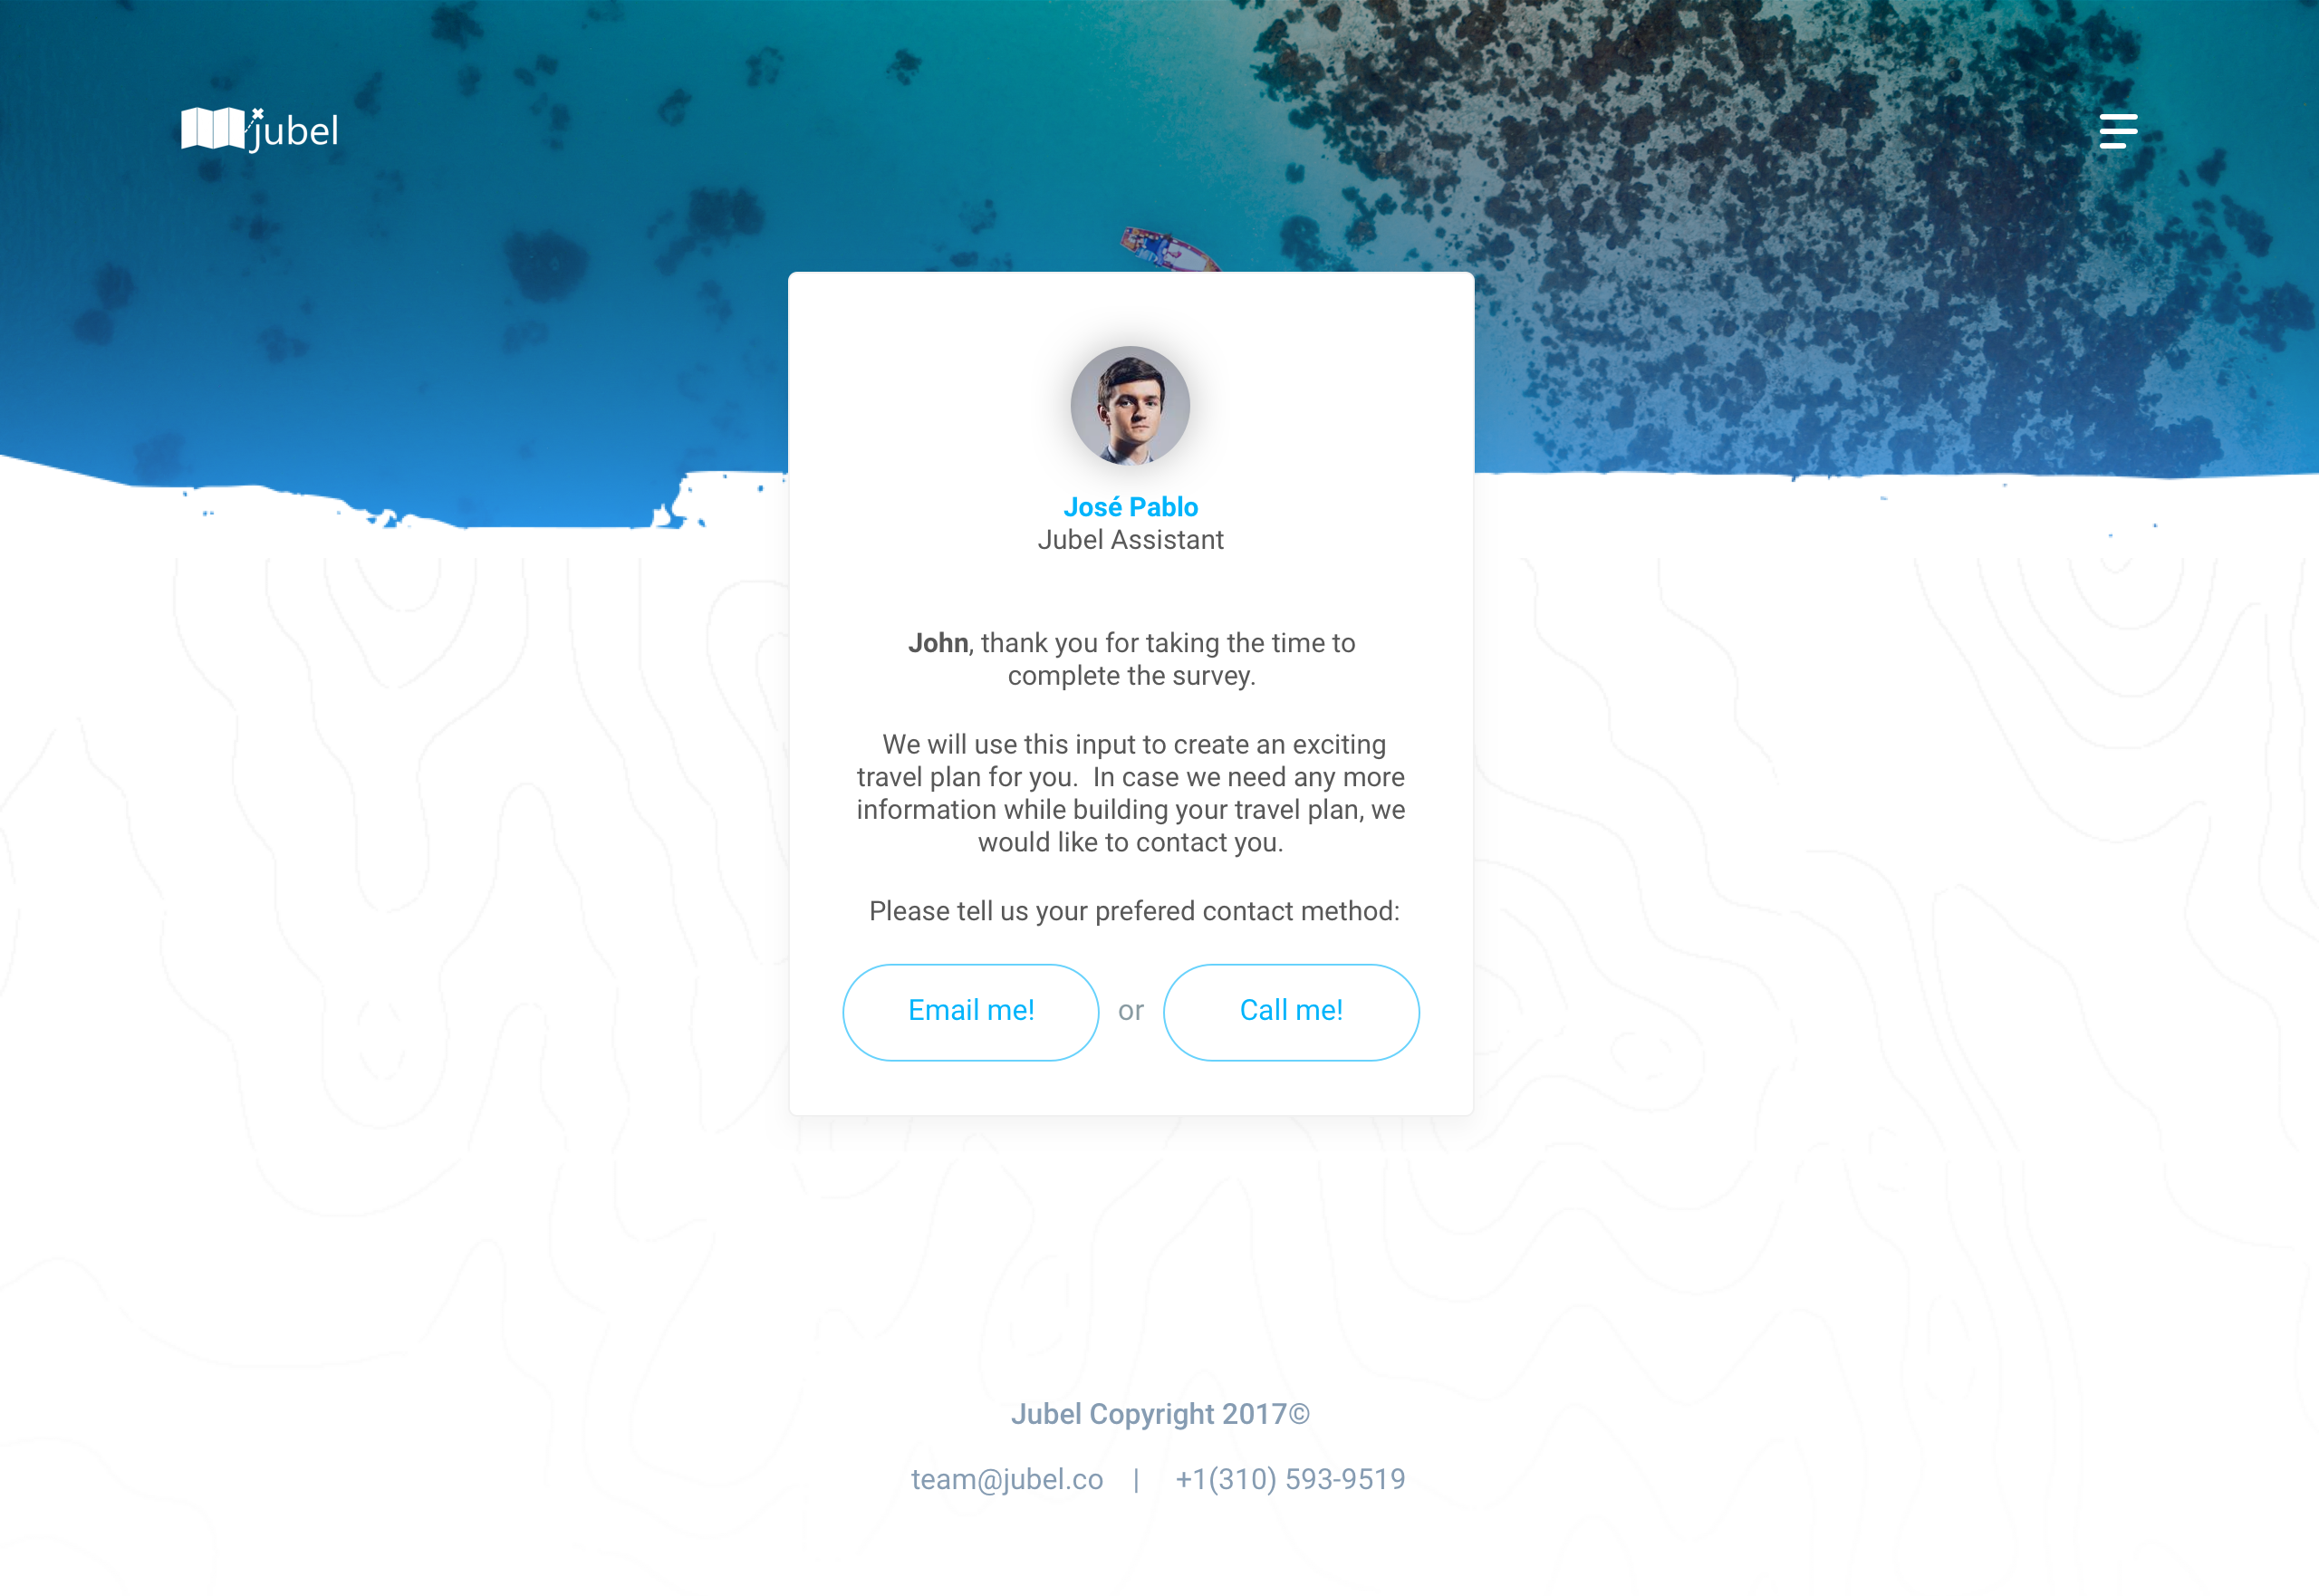 jubel
José Pablo
Jubel Assistant
John, thank you for taking the time to
complete the survey.
We will use this input to create an exciting
travel plan for you.  In case we need any more
information while building your travel plan, we
would like to contact you.
Please tell us your prefered contact method:
Email me! or Call me!
Jubel Copyright 2017©
team@jubel.co | +1(310) 593-9519